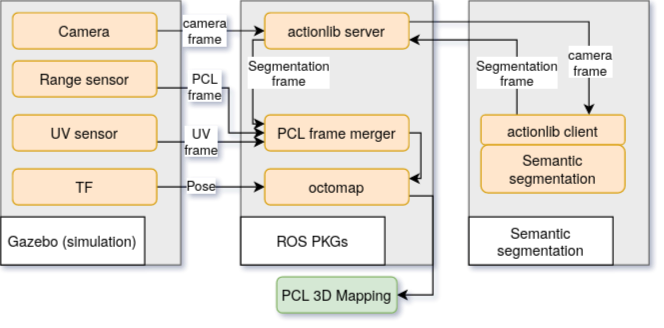 Camera
camera
frame
actionlib server
Range sensor
PCL
frame
Segmentation
frame
Segmentation
frame
camera
frame
UV sensor
UV
frame
PCL frame merger
actionlib client
Semantic
segmentation
TF
Pose
octomap
Gazebo (simulation)
ROS PKGs
Semantic
segmentation
PCL 3D Mapping